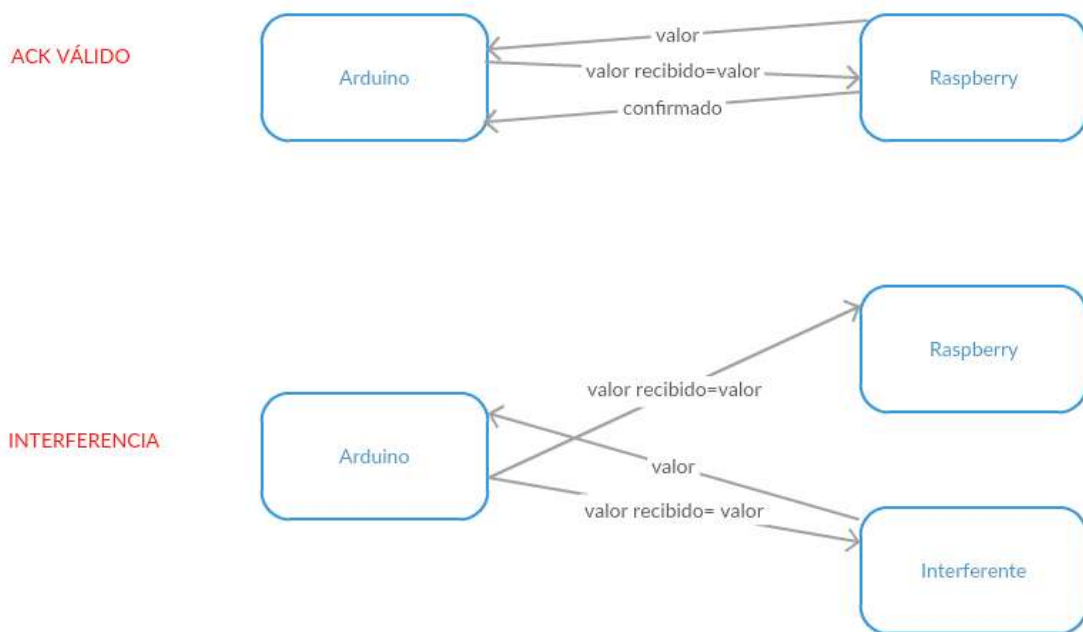 ACK VÁLIDO
Arduino
valor
valor recibido=valor
confirmado
Raspberry
INTERFERENCIA
Arduino
valor recibido=valor
valor
valor recibido= valor
Raspberry
Interferente